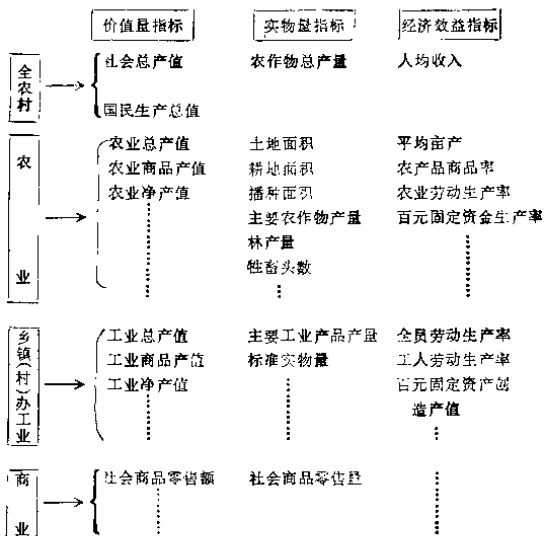 价值量指标 实物量指标 经济效益指标
全农村 社会总产值 农作物总产量 人均收入
国民生产总值
农业 农业总产值 土地面积 平均亩产
农业商品产值 耕地面积 农产品商品率
农业净产值 播种面积 农业劳动生产率
主要农作物产量 百元固定资金生产率
林产量
牲畜头数
乡镇(村)办工业 工业总产值 主要工业产品产量 全员劳动生产率
工业商品产值 标准实物量 工人劳动生产率
工业净产值 百元固定资产创
造产值
商业 社会商品零售额 社会商品零售量